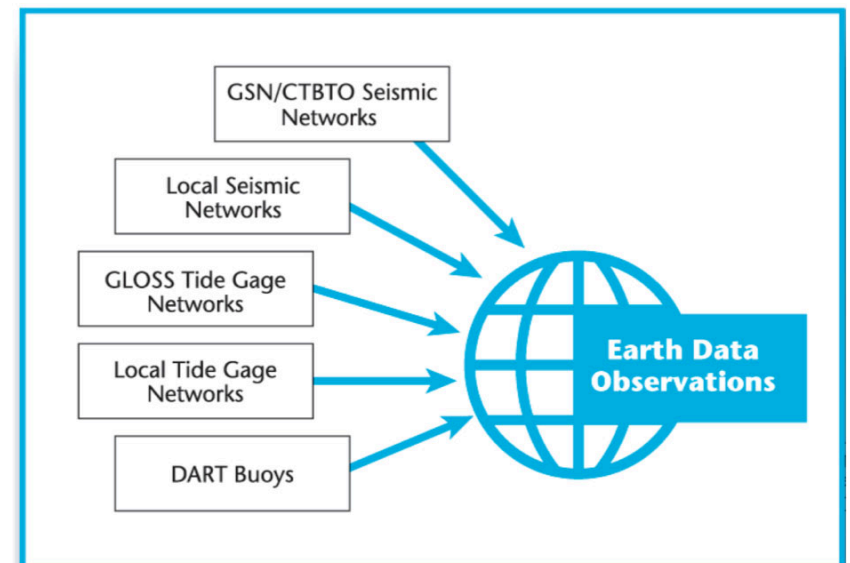 GSN/CTBTO Seismic
Networks
Local Seismic
Networks
GLOSS Tide Gage
Networks
Local Tide Gage
Networks
DART Buoys
Earth Data
Observations